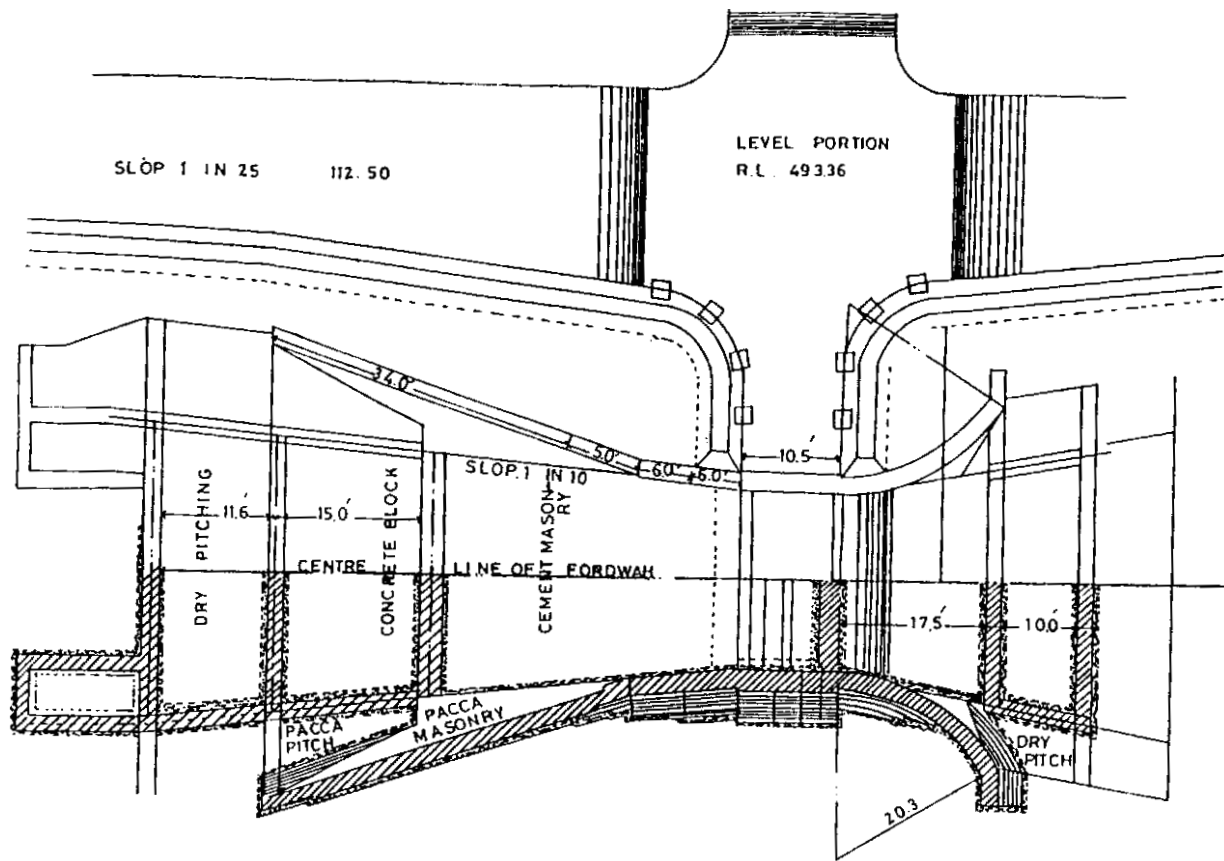 LEVEL PORTION
R.L. 493.36
SLOP 1 IN 25 112.50
34.0'
5.0'
6.0' 6.0'
10.5'
SLOP.1 IN 10
11.6' 15.0'
DRY PITCHING
CONCRETE BLOCK
CEMENT MASON-
RY
CENTRE LINE OF FORDWAH
17.5' 10.0'
PACCA
PITCH
PACCA
MASONRY
DRY
PITCH
20.3